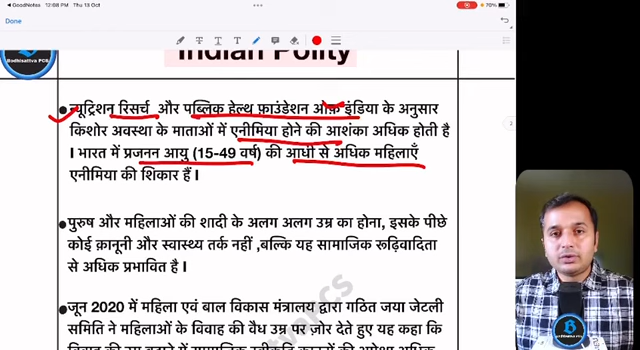 GoodNotes 12:08 PM Thu 13 Oct
70%
Done
Indian Polity
Bodhisattva PCS
न्यूट्रिशन रिसर्च और पब्लिक हेल्थ फ़ाउंडेशन ऑफ़ इंडिया के अनुसार
किशोर अवस्था के माताओं में एनीमिया होने की आशंका अधिक होती है
I भारत में प्रजनन आयु (15-49 वर्ष) की आधी से अधिक महिलाएँ
एनीमिया की शिकार हैं I
पुरुष और महिलाओं की शादी के अलग अलग उम्र का होना, इसके पीछे
कोई क़ानूनी और स्वास्थ्य तर्क नहीं ,बल्कि यह सामाजिक रूढ़िवादिता
से अधिक प्रभावित है I
जून 2020 में महिला एवं बाल विकास मंत्रालय द्वारा गठित जया जेटली
समिति ने महिलाओं के विवाह की वैध उम्र पर ज़ोर देते हुए यह कहा कि